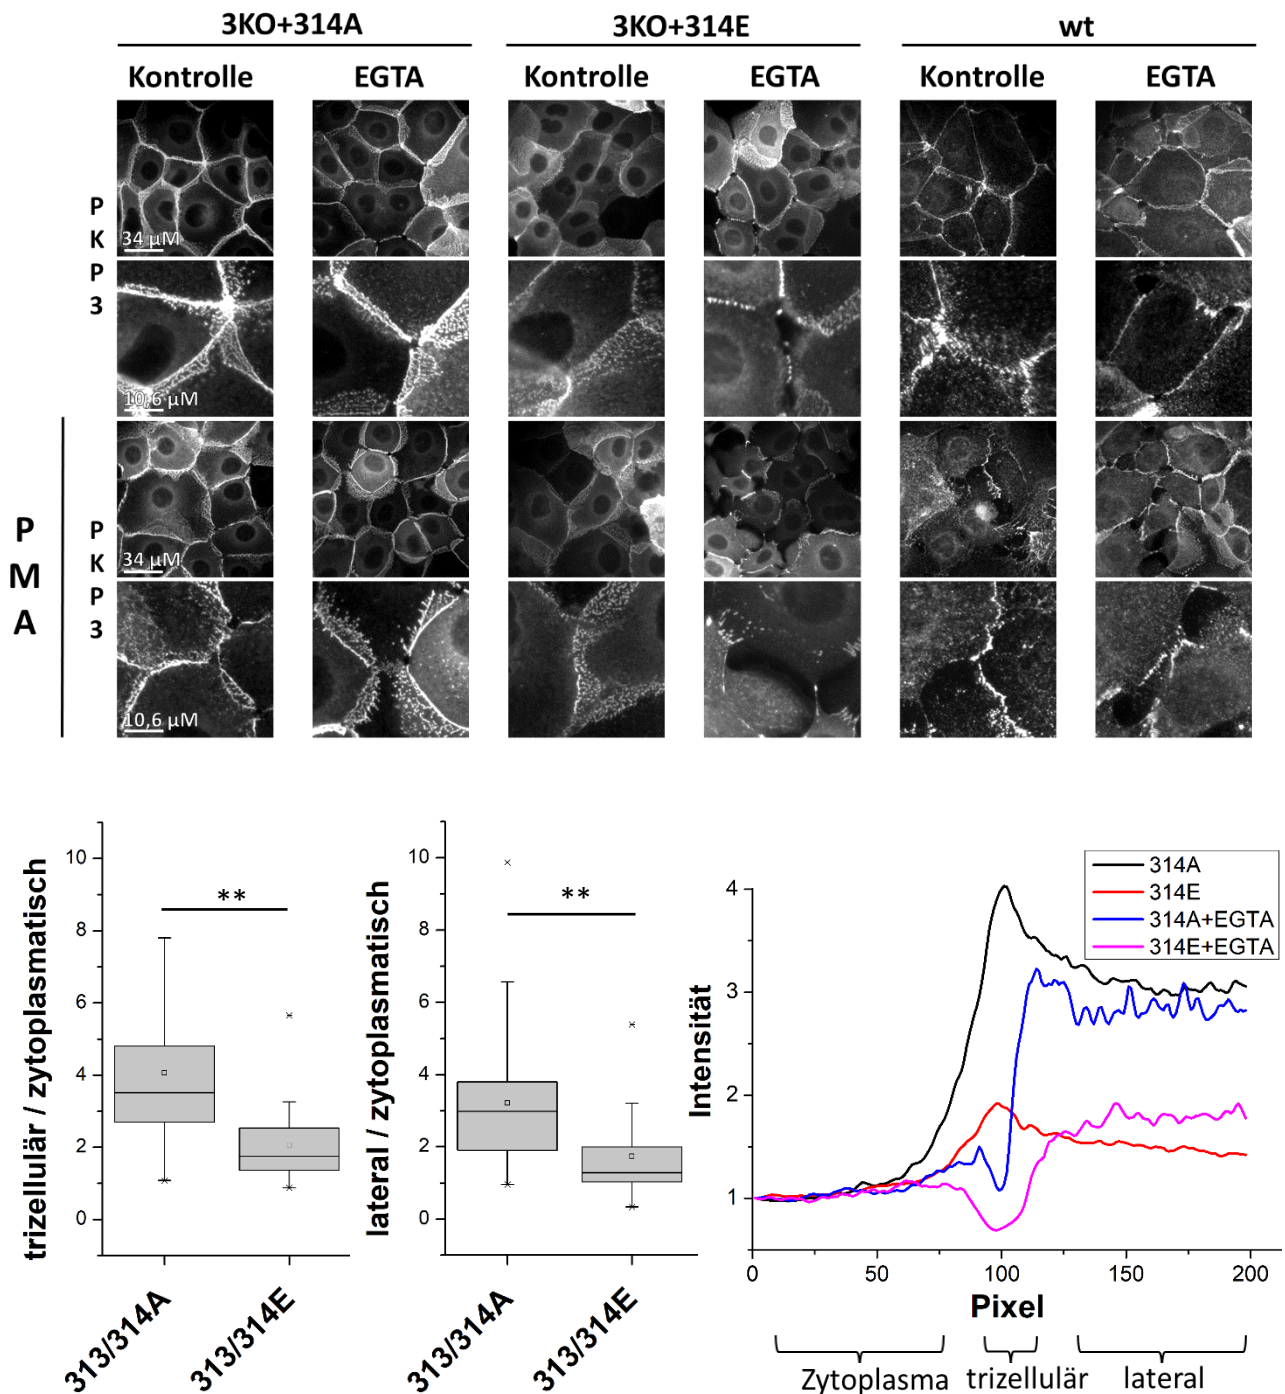 3KO+314A 3KO+314E wt
Kontrolle EGTA Kontrolle EGTA Kontrolle EGTA
PKP3
34 µM
10,6 µM
PMA
PKP3
34 µM
10,6 µM
trizellulär / zytoplasmatisch
10
8
6
4
2
0
**
313/314A
313/314E
lateral / zytoplasmatisch
10
8
6
4
2
0
**
313/314A
313/314E
Intensität
4
3
2
1
314A
314E
314A+EGTA
314E+EGTA
0 50 100 150 200
Pixel
Zytoplasma trizellulär lateral